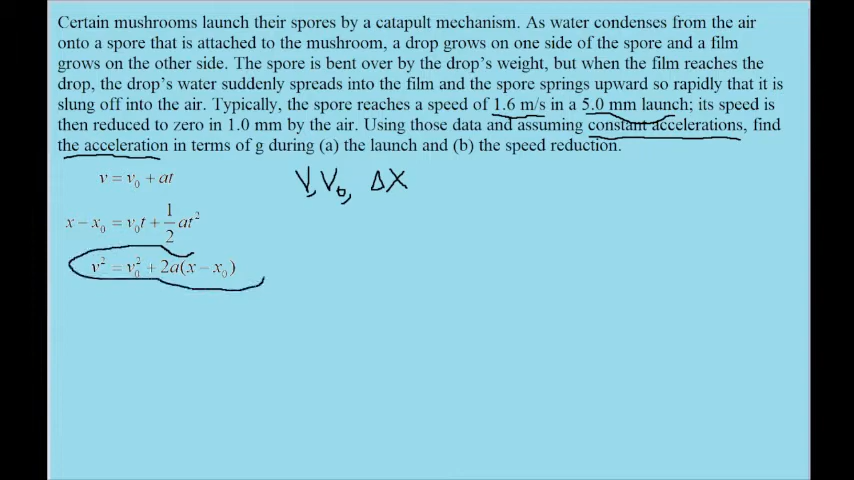 Certain mushrooms launch their spores by a catapult mechanism. As water condenses from the air
onto a spore that is attached to the mushroom, a drop grows on one side of the spore and a film
grows on the other side. The spore is bent over by the drop's weight, but when the film reaches the
drop, the drop's water suddenly spreads into the film and the spore springs upward so rapidly that it is
slung off into the air. Typically, the spore reaches a speed of 1.6 m/s in a 5.0 mm launch; its speed is
then reduced to zero in 1.0 mm by the air. Using those data and assuming constant accelerations, find
the acceleration in terms of g during (a) the launch and (b) the speed reduction.
v = v₀ + at
V, V₀, ΔX
x − x₀ = v₀t + 1/2 at²
v² = v₀² + 2a(x − x₀)